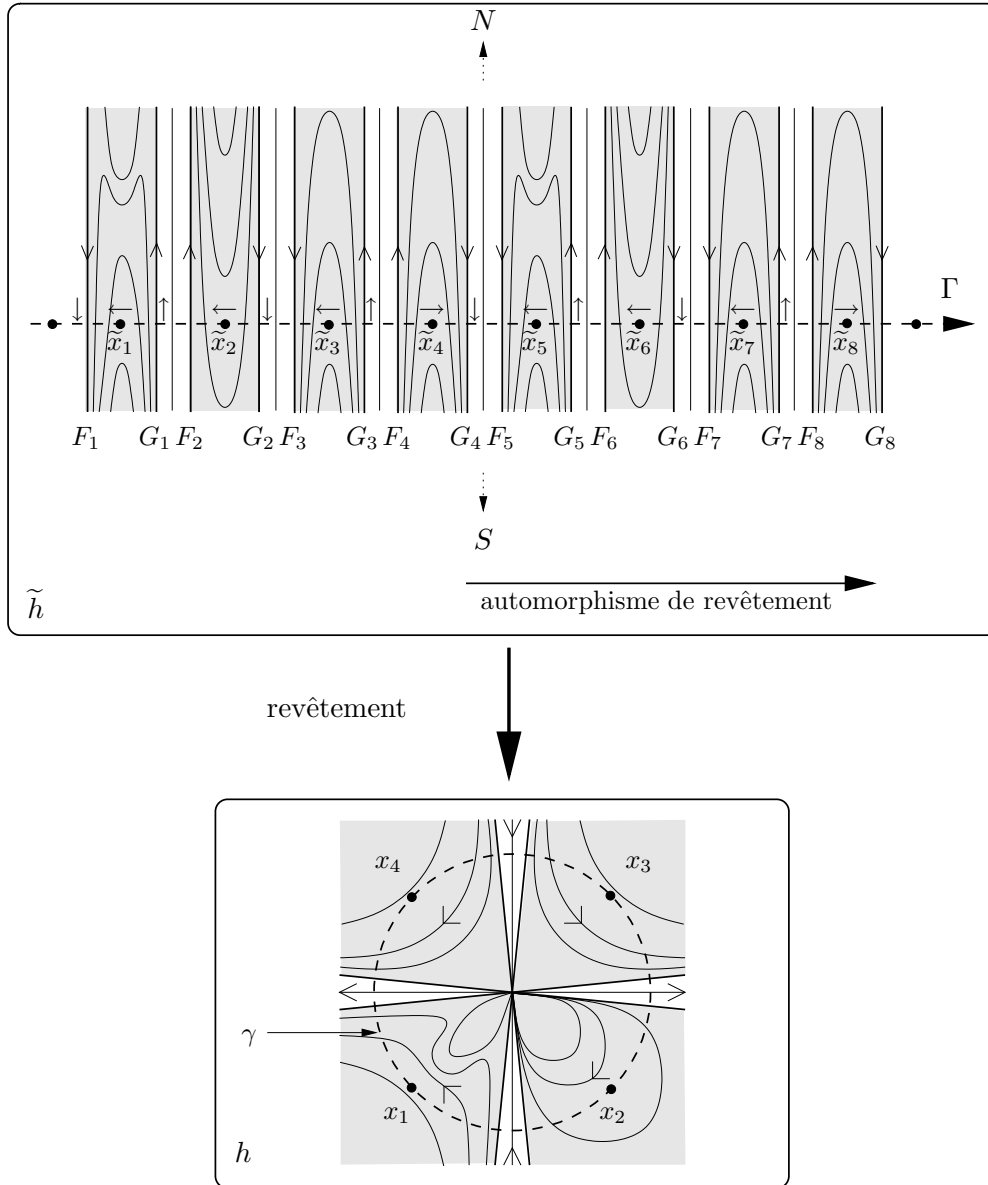 N
Γ
x̃₁ x̃₂ x̃₃ x̃₄ x̃₅ x̃₆ x̃₇ x̃₈
F₁ G₁ F₂ G₂ F₃ G₃ F₄ G₄ F₅ G₅ F₆ G₆ F₇ G₇ F₈ G₈
S
automorphisme de revêtement
h̃
revêtement
x₄ x₃
γ
x₁ x₂
h